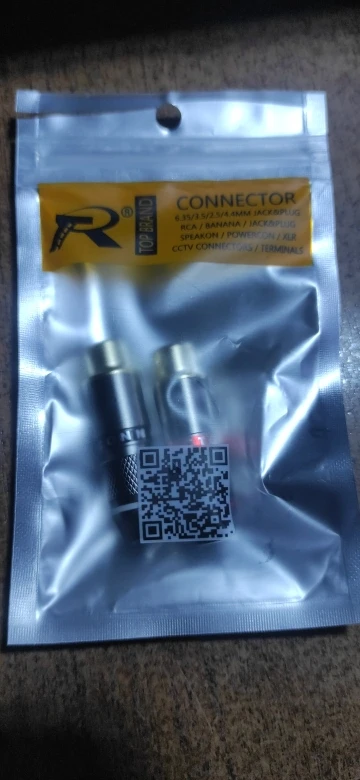 R®
TOP BRAND
CONNECTOR
6.35/3.5/2.5/4.4MM JACK&PLUG
RCA / BANANA / JACK&PLUG
SPEAKON / POWERCON / XLR
CCTV CONNECTORS / TERMINALS